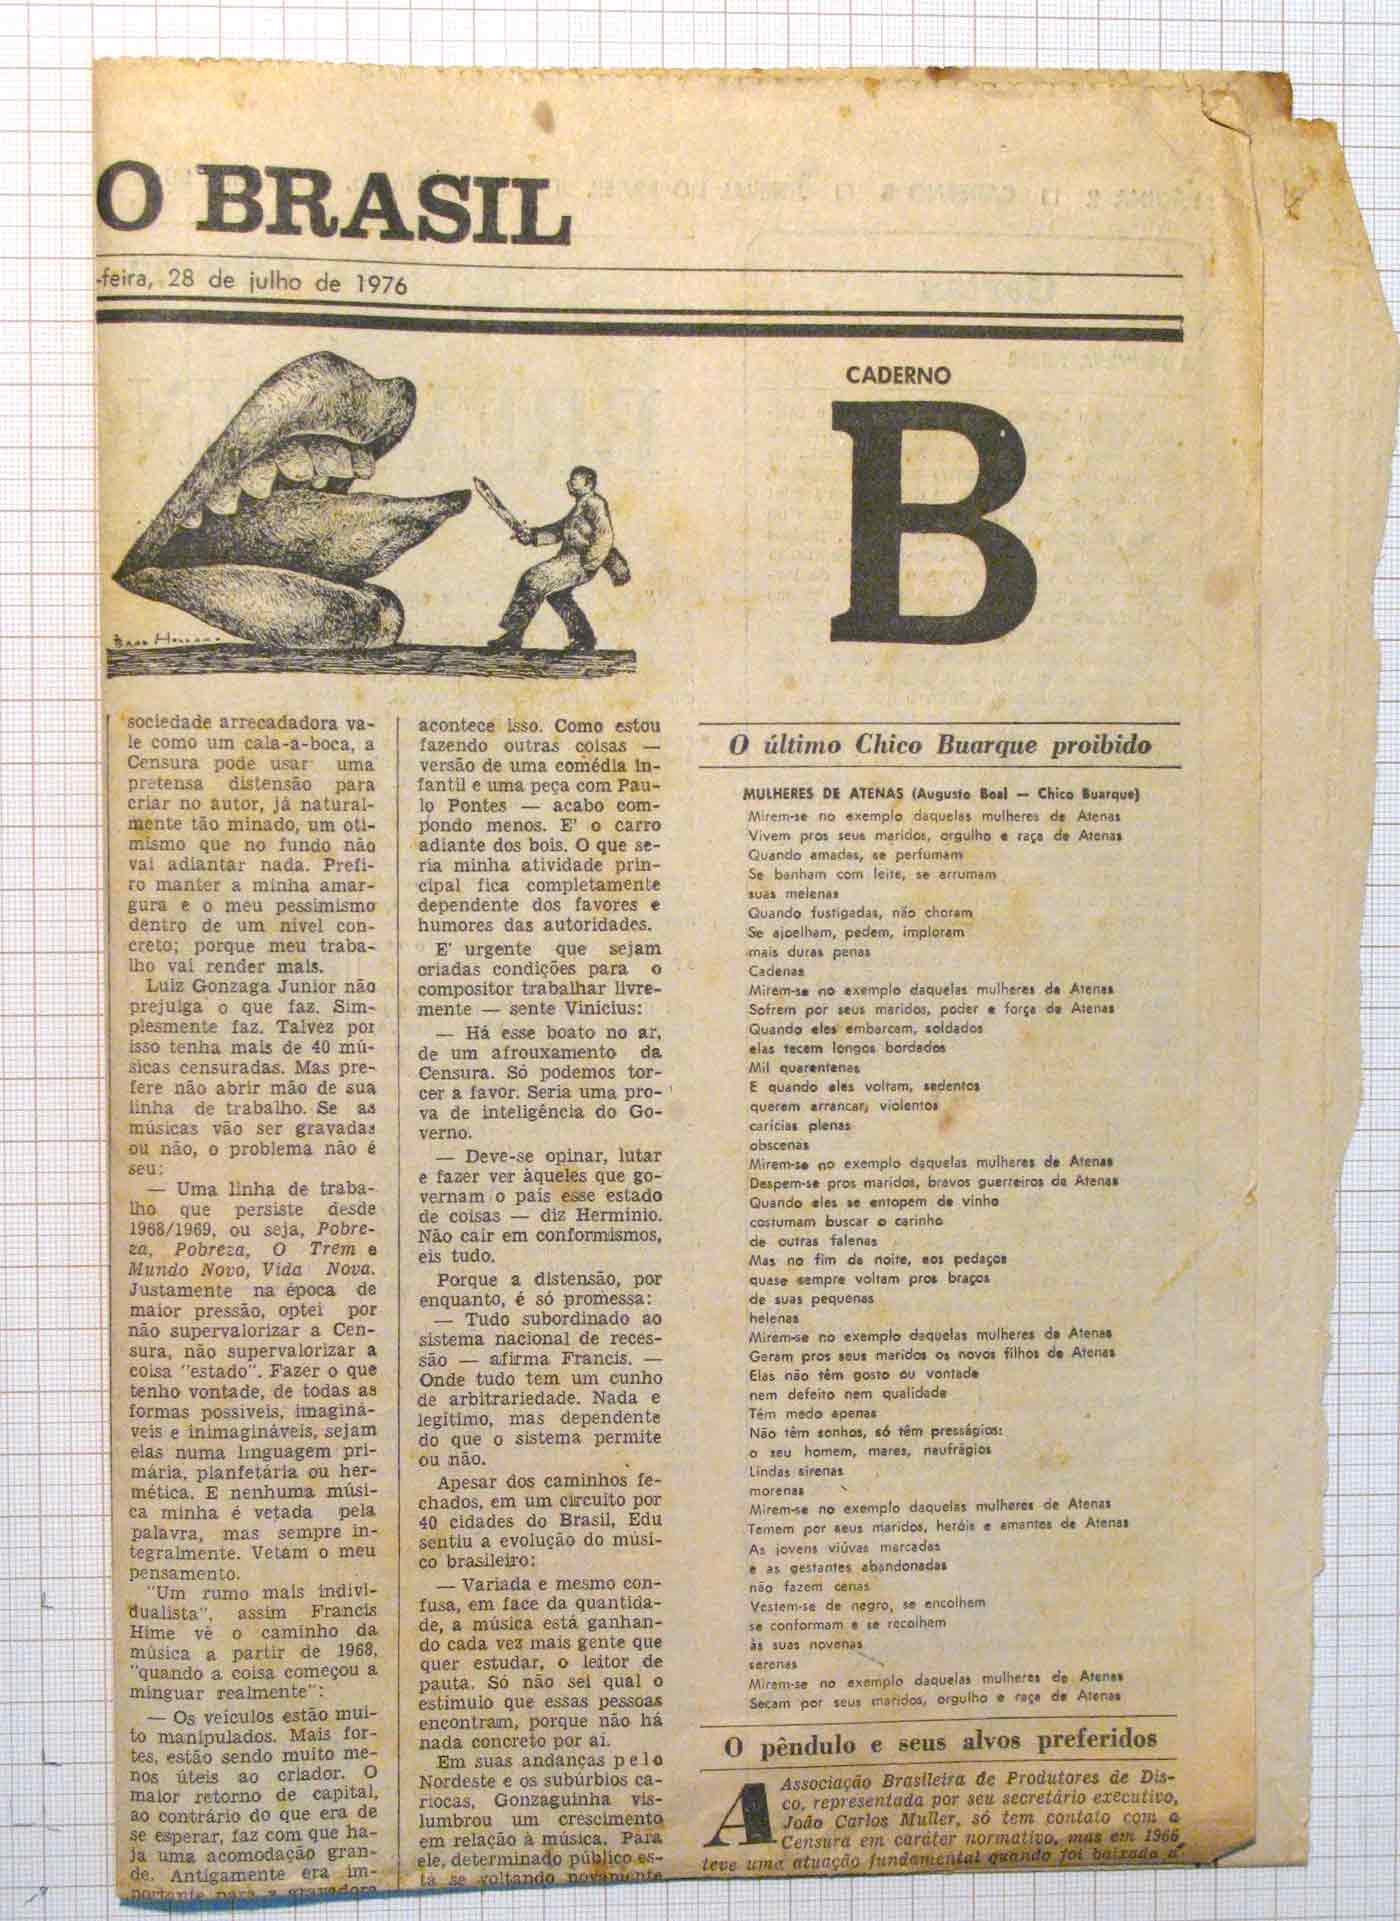 O BRASIL
-feira, 28 de julho de 1976
CADERNO
B
sociedade arrecadadora va-
le como um cala-a-boca, a
Censura pode usar uma
pretensa distensão para
criar no autor, já natural-
mente tão minado, um oti-
mismo que no fundo não
vai adiantar nada. Prefi-
ro manter a minha amar-
gura e o meu pessimismo
dentro de um nível con-
creto; porque meu traba-
lho vai render mais.
Luiz Gonzaga Junior não
prejulga o que faz. Sim-
plesmente faz. Talvez por
isso tenha mais de 40 mú-
sicas censuradas. Mas pre-
fere não abrir mão de sua
linha de trabalho. Se as
músicas vão ser gravadas
ou não, o problema não é
seu:
— Uma linha de traba-
lho que persiste desde
1968/1969, ou seja, Pobre-
za, Pobreza, O Trem e
Mundo Novo, Vida Nova.
Justamente na época de
maior pressão, optei por
não supervalorizar a Cen-
sura, não supervalorizar a
coisa "estado". Fazer o que
tenho vontade, de todas as
formas possíveis, imaginá-
veis e inimagináveis, sejam
elas numa linguagem pri-
mária, planfetária ou her-
mética. E nenhuma músi-
ca minha é vetada pela
palavra, mas sempre in-
tegralmente. Vetam o meu
pensamento.
"Um rumo mais indivi-
dualista", assim Francis
Hime vê o caminho da
música a partir de 1968,
"quando a coisa começou a
minguar realmente":
— Os veículos estão mui-
to manipulados. Mais for-
tes, estão sendo muito me-
nos úteis ao criador. O
maior retorno de capital,
ao contrário do que era de
se esperar, faz com que ha-
ja uma acomodação gran-
de. Antigamente era im-
portante para a gravadora
acontece isso. Como estou
fazendo outras coisas —
versão de uma comédia in-
fantil e uma peça com Pau-
lo Pontes — acabo com-
pondo menos. E' o carro
adiante dos bois. O que se-
ria minha atividade prin-
cipal fica completamente
dependente dos favores e
humores das autoridades.
E' urgente que sejam
criadas condições para o
compositor trabalhar livre-
mente — sente Vinicius:
— Há esse boato no ar,
de um afrouxamento da
Censura. Só podemos tor-
cer a favor. Seria uma pro-
va de inteligência do Go-
verno.
— Deve-se opinar, lutar
e fazer ver àqueles que go-
vernam o país esse estado
de coisas — diz Hermínio.
Não cair em conformismos,
eis tudo.
Porque a distensão, por
enquanto, é só promessa:
— Tudo subordinado ao
sistema nacional de reces-
são — afirma Francis. —
Onde tudo tem um cunho
de arbitrariedade. Nada e
legítimo, mas dependente
do que o sistema permite
ou não.
Apesar dos caminhos fe-
chados, em um circuito por
40 cidades do Brasil, Edu
sentiu a evolução do músi-
co brasileiro:
— Variada e mesmo con-
fusa, em face da quantida-
de, a música está ganhan-
do cada vez mais gente que
quer estudar, o leitor de
pauta. Só não sei qual o
estímulo que essas pessoas
encontram, porque não há
nada concreto por aí.
Em suas andanças pelo
Nordeste e os subúrbios ca-
riocas, Gonzaguinha vis-
lumbrou um crescimento
em relação à música. Para
ele, determinado público es-
tá se voltando novamente
O último Chico Buarque proibido
MULHERES DE ATENAS (Augusto Boal — Chico Buarque)
Mirem-se no exemplo daquelas mulheres de Atenas
Vivem pros seus maridos, orgulho e raça de Atenas
Quando amadas, se perfumam
Se banham com leite, se arrumam
suas melenas
Quando fustigadas, não choram
Se ajoelham, pedem, imploram
mais duras penas
Cadenas
Mirem-se no exemplo daquelas mulheres de Atenas
Sofrem por seus maridos, poder e força de Atenas
Quando eles embarcam, soldados
elas tecem longos bordados
Mil quarentenas
E quando eles voltam, sedentos
querem arrancar, violentos
carícias plenas
obscenas
Mirem-se no exemplo daquelas mulheres de Atenas
Despem-se pros maridos, bravos guerreiros de Atenas
Quando eles se entopem de vinho
costumam buscar o carinho
de outras falenas
Mas no fim da noite, aos pedaços
quase sempre voltam pros braços
de suas pequenas
helenas
Mirem-se no exemplo daquelas mulheres de Atenas
Geram pros seus maridos os novos filhos de Atenas
Elas não têm gosto ou vontade
nem defeito nem qualidade
Têm medo apenas
Não têm sonhos, só têm presságios:
o seu homem, mares, naufrágios
Lindas sirenas
morenas
Mirem-se no exemplo daquelas mulheres de Atenas
Temem por seus maridos, heróis e amantes de Atenas
As jovens viúvas marcadas
e as gestantes abandonadas
não fazem cenas
Vestem-se de negro, se encolhem
se conformam e se recolhem
às suas novenas
serenas
Mirem-se no exemplo daquelas mulheres de Atenas
Secam por seus maridos, orgulho e raça de Atenas
O pêndulo e seus alvos preferidos
A Associação Brasileira de Produtores de Dis-
co, representada por seu secretário executivo,
João Carlos Muller, só tem contato com a
Censura em caráter normativo, mas em 1966
teve uma atuação fundamental quando foi baixada a